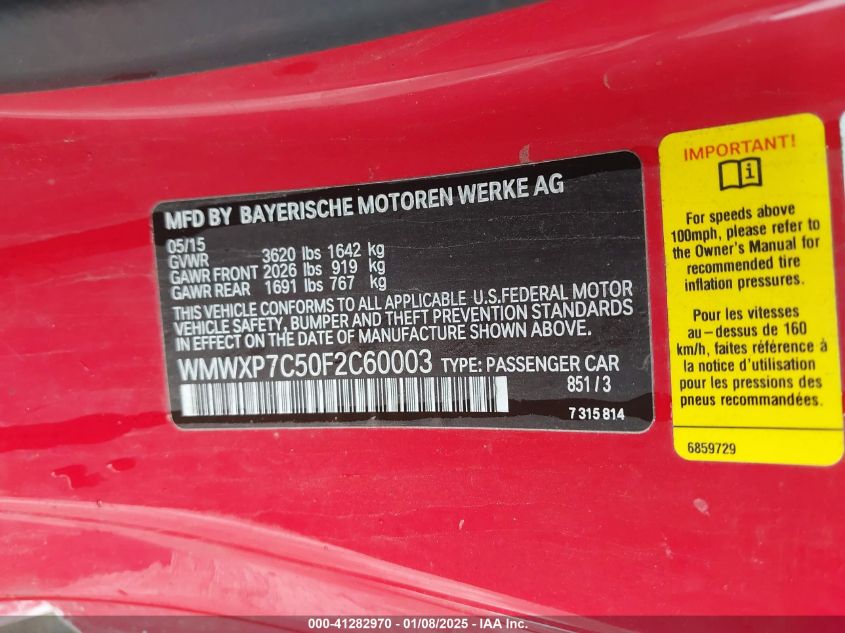 MFD BY BAYERISCHE MOTOREN WERKE AG
05/15
GVWR 3620 lbs 1642 kg
GAWR FRONT 2026 lbs 919 kg
GAWR REAR 1691 lbs 767 kg
THIS VEHICLE CONFORMS TO ALL APPLICABLE U.S.FEDERAL MOTOR
VEHICLE SAFETY, BUMPER AND THEFT PREVENTION STANDARDS
IN EFFECT ON THE DATE OF MANUFACTURE SHOWN ABOVE.
WMWXP7C50F2C60003 TYPE: PASSENGER CAR
851/3
7315814
IMPORTANT!
i
For speeds above
100mph, please refer to
the Owner's Manual for
recommended tire
inflation pressures.
Pour les vitesses
au-dessus de 160
km/h, faites référence à
la notice d'utilisation
pour les pressions des
pneus recommandées.
6859729
000-41282970 - 01/08/2025 - IAA Inc.